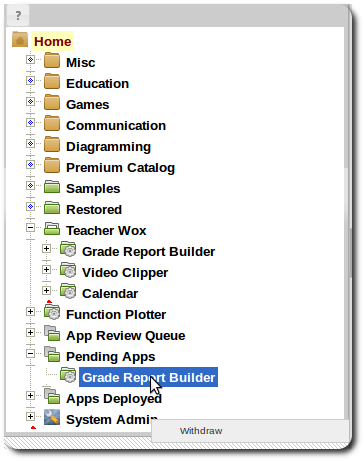 ?
Home
Misc
Education
Games
Communication
Diagramming
Premium Catalog
Samples
Restored
Teacher Wox
Grade Report Builder
Video Clipper
Calendar
Function Plotter
App Review Queue
Pending Apps
Grade Report Builder
Apps Deployed
System Admin
Withdraw